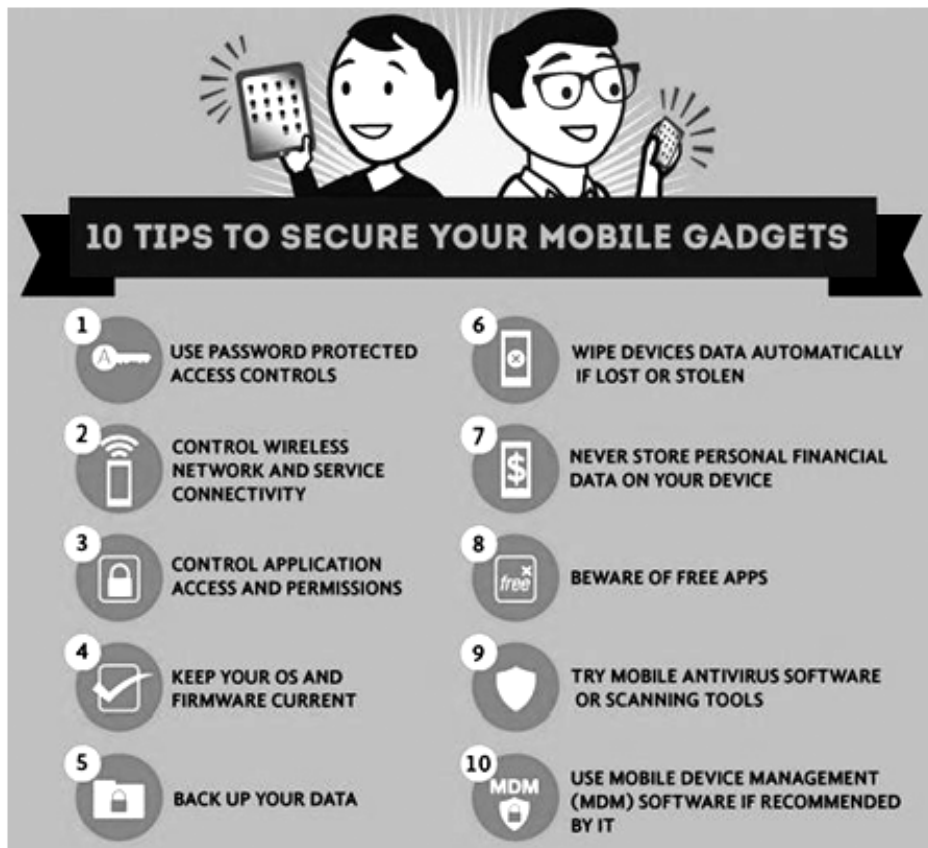 10 TIPS TO SECURE YOUR MOBILE GADGETS
1
A
USE PASSWORD PROTECTED
ACCESS CONTROLS
2
CONTROL WIRELESS
NETWORK AND SERVICE
CONNECTIVITY
3
CONTROL APPLICATION
ACCESS AND PERMISSIONS
4
KEEP YOUR OS AND
FIRMWARE CURRENT
5
BACK UP YOUR DATA
6
WIPE DEVICES DATA AUTOMATICALLY
IF LOST OR STOLEN
7
$
NEVER STORE PERSONAL FINANCIAL
DATA ON YOUR DEVICE
8
free
BEWARE OF FREE APPS
9
TRY MOBILE ANTIVIRUS SOFTWARE
OR SCANNING TOOLS
10
MDM
USE MOBILE DEVICE MANAGEMENT
(MDM) SOFTWARE IF RECOMMENDED
BY IT